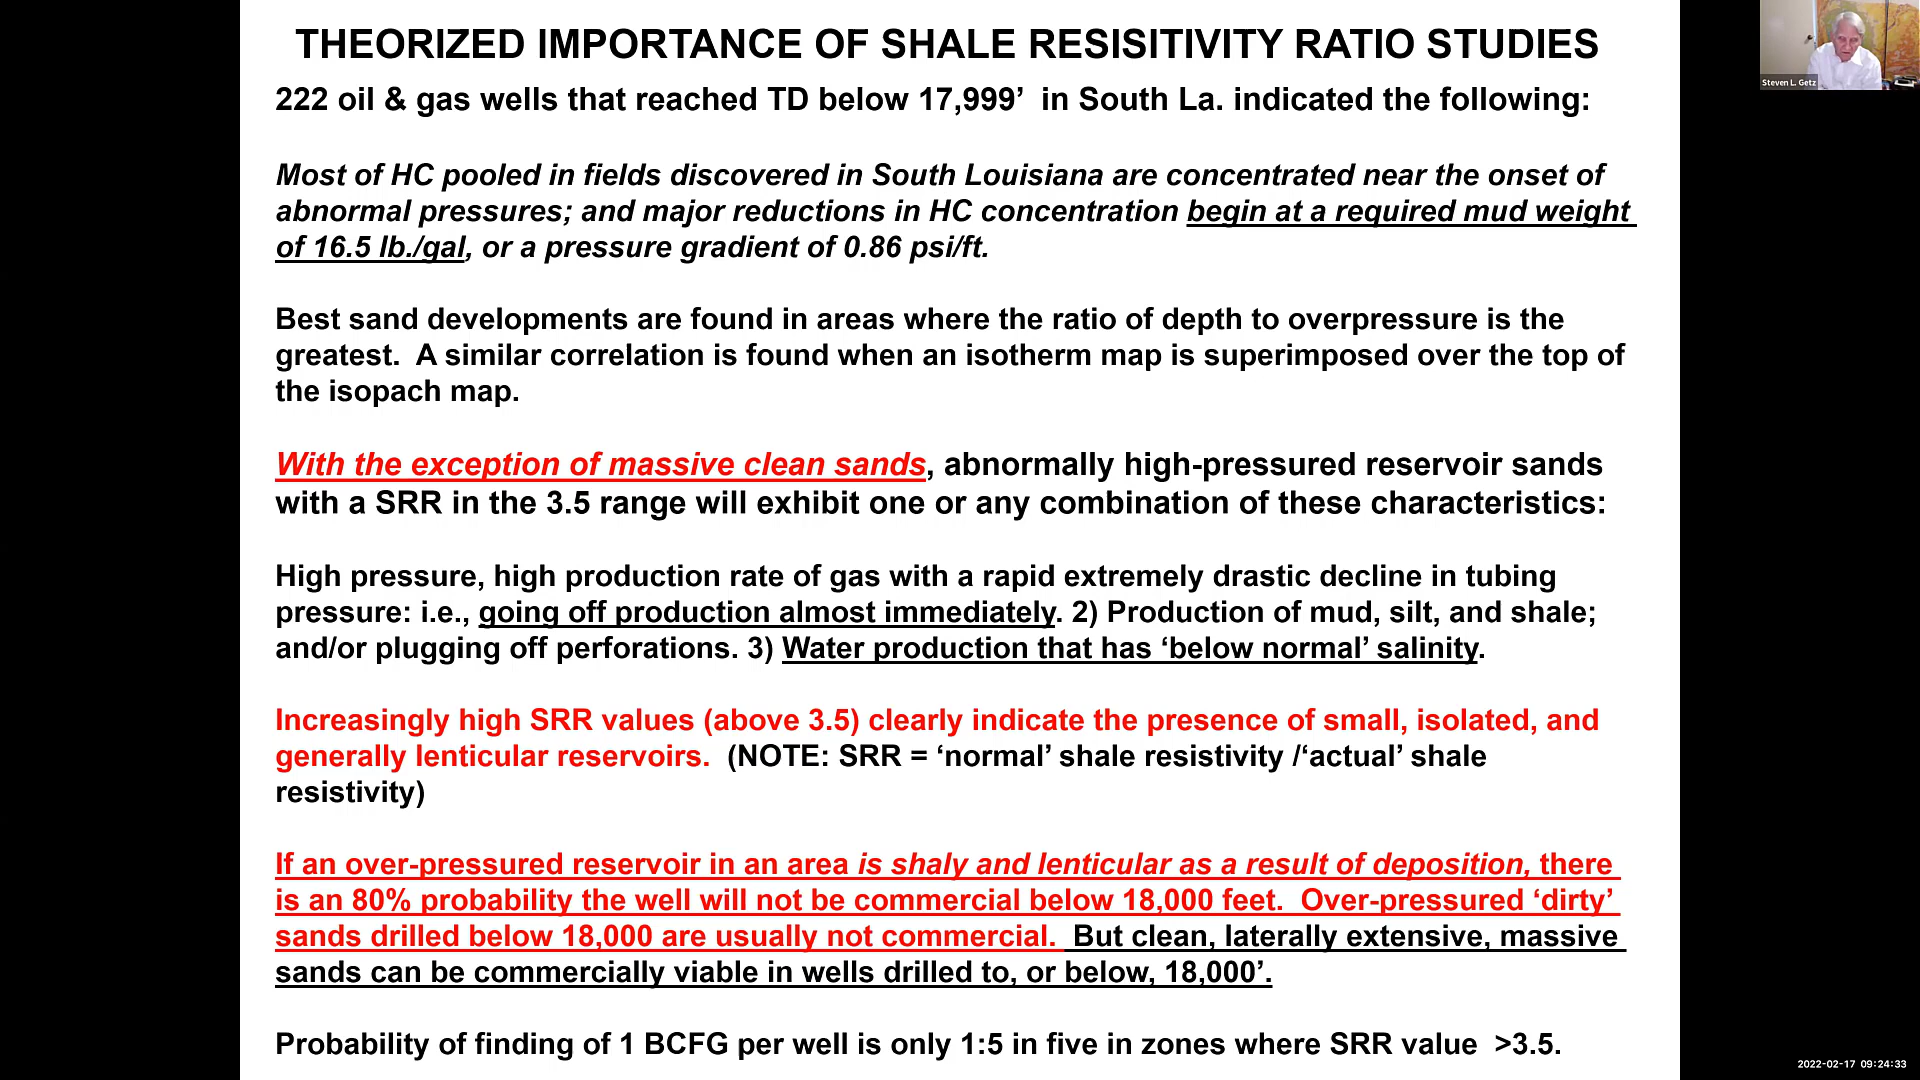 THEORIZED IMPORTANCE OF SHALE RESISITIVITY RATIO STUDIES
222 oil & gas wells that reached TD below 17,999’ in South La. indicated the following:
Most of HC pooled in fields discovered in South Louisiana are concentrated near the onset of
abnormal pressures; and major reductions in HC concentration begin at a required mud weight
of 16.5 lb./gal, or a pressure gradient of 0.86 psi/ft.
Best sand developments are found in areas where the ratio of depth to overpressure is the
greatest. A similar correlation is found when an isotherm map is superimposed over the top of
the isopach map.
With the exception of massive clean sands, abnormally high-pressured reservoir sands
with a SRR in the 3.5 range will exhibit one or any combination of these characteristics:
High pressure, high production rate of gas with a rapid extremely drastic decline in tubing
pressure: i.e., going off production almost immediately. 2) Production of mud, silt, and shale;
and/or plugging off perforations. 3) Water production that has ‘below normal’ salinity.
Increasingly high SRR values (above 3.5) clearly indicate the presence of small, isolated, and
generally lenticular reservoirs. (NOTE: SRR = ‘normal’ shale resistivity /‘actual’ shale
resistivity)
If an over-pressured reservoir in an area is shaly and lenticular as a result of deposition, there
is an 80% probability the well will not be commercial below 18,000 feet. Over-pressured ‘dirty’
sands drilled below 18,000 are usually not commercial. But clean, laterally extensive, massive
sands can be commercially viable in wells drilled to, or below, 18,000’.
Probability of finding of 1 BCFG per well is only 1:5 in five in zones where SRR value >3.5.
Steven L. Getz
2022-02-17 09:24:33